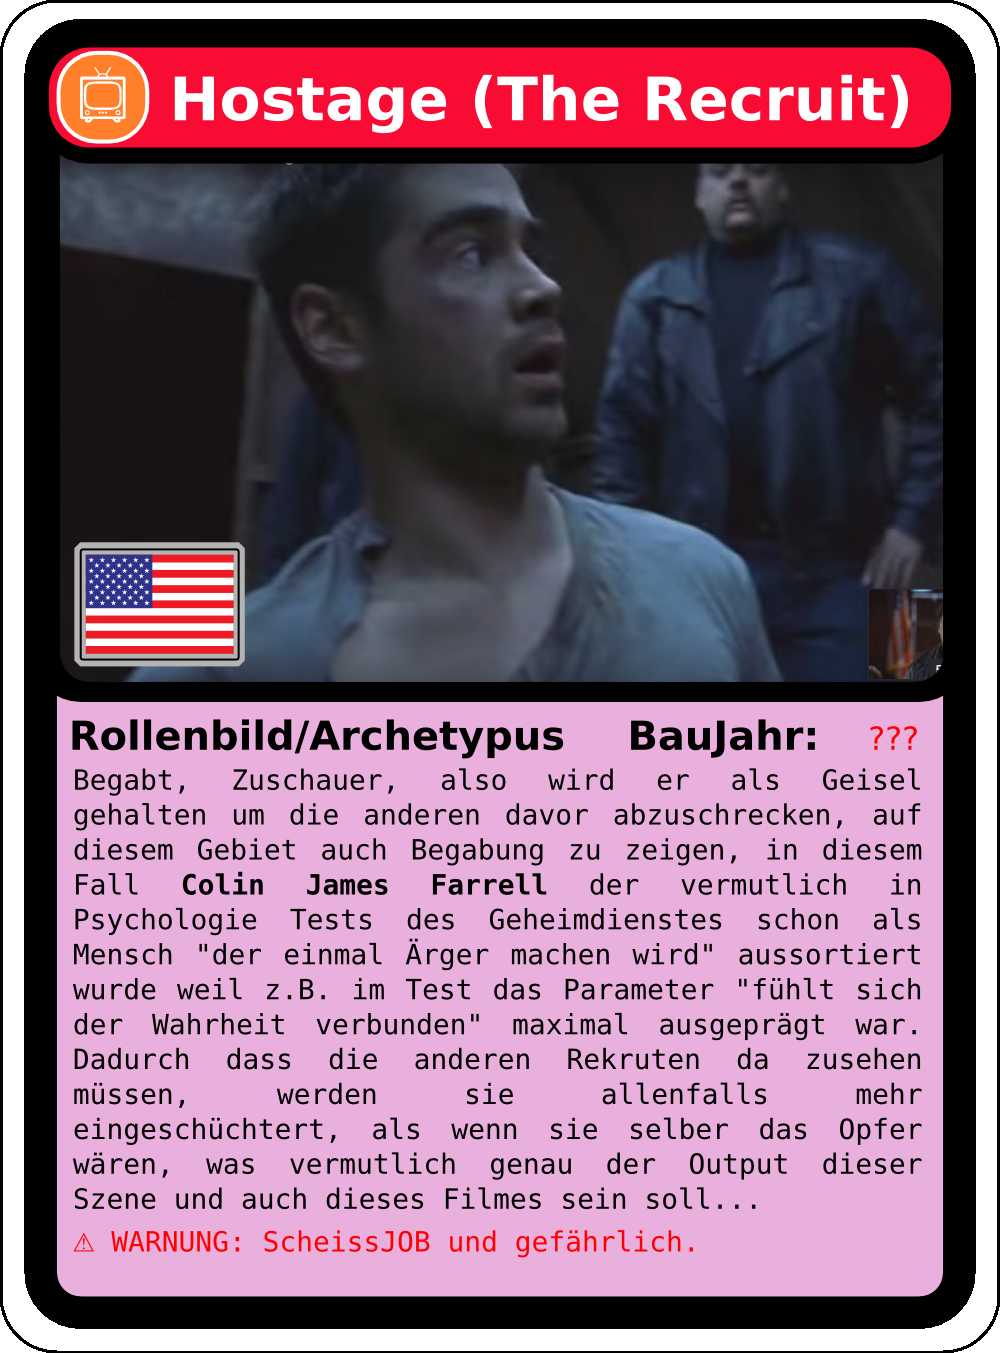 Hostage (The Recruit)
Rollenbild/Archetypus BauJahr: ???
Begabt, Zuschauer, also wird er als Geisel
gehalten um die anderen davor abzuschrecken, auf
diesem Gebiet auch Begabung zu zeigen, in diesem
Fall Colin James Farrell der vermutlich in
Psychologie Tests des Geheimdienstes schon als
Mensch "der einmal Ärger machen wird" aussortiert
wurde weil z.B. im Test das Parameter "fühlt sich
der Wahrheit verbunden" maximal ausgeprägt war.
Dadurch dass die anderen Rekruten da zusehen
müssen, werden sie allenfalls mehr
eingeschüchtert, als wenn sie selber das Opfer
wären, was vermutlich genau der Output dieser
Szene und auch dieses Filmes sein soll...
⚠ WARNUNG: ScheissJOB und gefährlich.